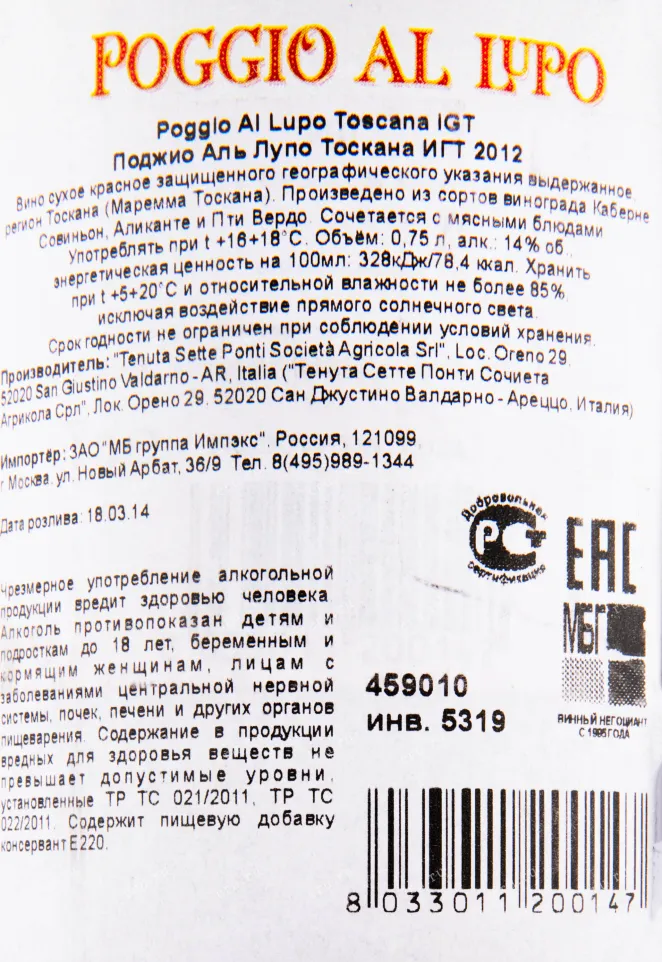 POGGIO AL LUPO
Poggio Al Lupo Toscana IGT
Поджио Аль Лупо Тоскана ИГТ 2012
Вино сухое красное защищенного географического указания выдержанное,
регион Тоскана (Маремма Тоскана). Произведено из сортов винограда Каберне
Совиньон, Аликанте и Пти Вердо. Сочетается с мясными блюдами
Употреблять при t +16+18°С. Объём: 0,75 л, алк.: 14% об.,
энергетическая ценность на 100мл: 328кДж/78,4 ккал. Хранить
при t +5+20°С и относительной влажности не более 85%,
исключая воздействие прямого солнечного света.
Срок годности не ограничен при соблюдении условий хранения.
Производитель: "Tenuta Sette Ponti Società Agricola Srl", Loc. Oreno 29,
52020 San Giustino Valdarno - AR, Italia ("Тенута Сетте Понти Сочиета
Агрикола Срл", Лок. Орено 29. 52020 Сан Джустино Валдарно - Ареццо, Италия)
Импортёр: ЗАО "МБ группа Импэкс". Россия, 121099
г Москва. ул. Новый Арбат, 36/9 Тел. 8(495)989-1344
Дата розлива: 18.03.14
Добровольная
РСТ
сертификация
ЕАС
МБГ
ВИННЫЙ НЕГОЦИАНТ
С 1995 ГОДА
Чрезмерное употребление алкогольной
продукции вредит здоровью человека.
Алкоголь противопоказан детям и
подросткам до 18 лет, беременным и
кормящим женщинам, лицам с
заболеваниями центральной нервной
системы, почек, печени и других органов
пищеварения. Содержание в продукции
вредных для здоровья веществ не
превышает допустимые уровни,
установленные ТР ТС 021/2011, ТР ТС
022/2011. Содержит пищевую добавку
консервант Е220.
459010
инв. 5319
8 033011 200147